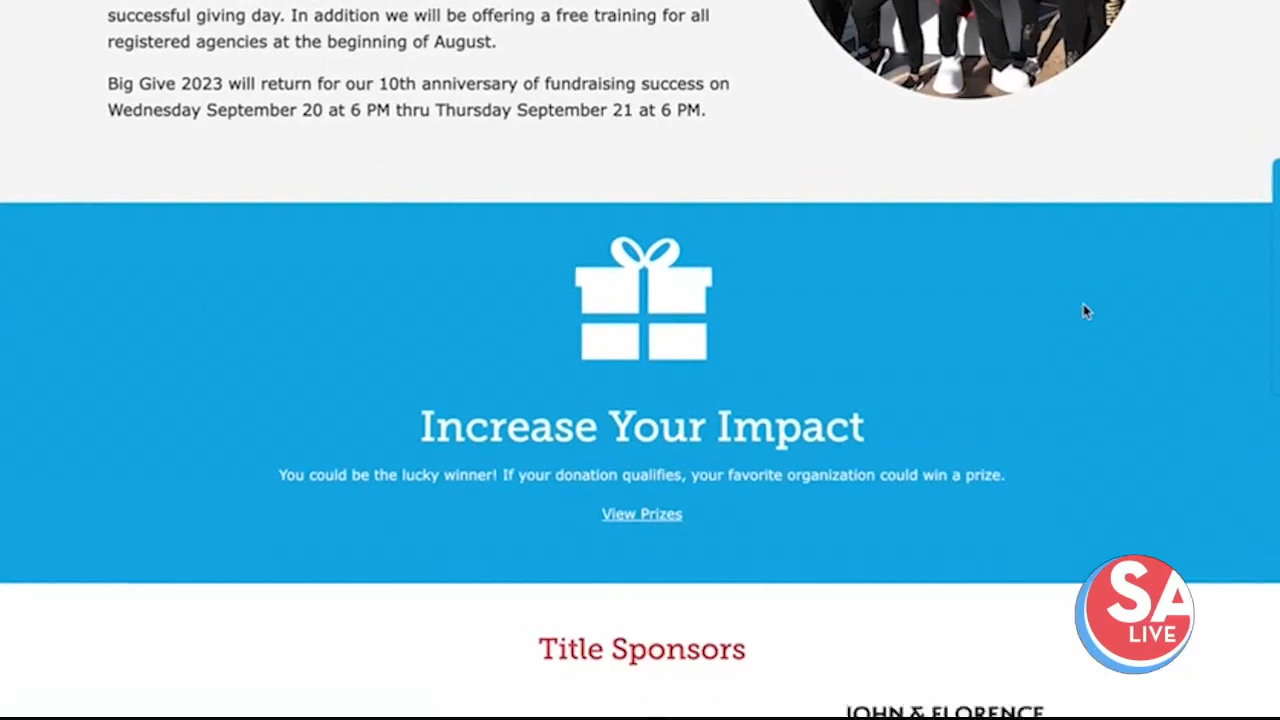 successful giving day. In addition we will be offering a free training for all
registered agencies at the beginning of August.
Big Give 2023 will return for our 10th anniversary of fundraising success on
Wednesday September 20 at 6 PM thru Thursday September 21 at 6 PM.
Increase Your Impact
You could be the lucky winner! If your donation qualifies, your favorite organization could win a prize.
View Prizes
SA
LIVE
Title Sponsors
JOHN & FLORENCE